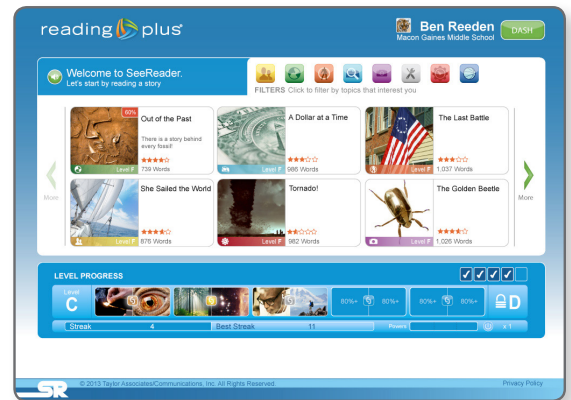 reading plus®
Ben Reeden
Macon Gaines Middle School
DASH
Welcome to SeeReader.
Let's start by reading a story
FILTERS Click to filter by topics that interest you
60%
Out of the Past
There is a story behind
every fossil!
Level F
739 Words
A Dollar at a Time
Level F
986 Words
The Last Battle
Level F
1,037 Words
More
More
She Sailed the World
Level F
876 Words
Tornado!
Level F
982 Words
The Golden Beetle
Level F
1,026 Words
LEVEL PROGRESS
Level
C
80%+ 80%+
80%+ 80%+
D
Streak 4 Best Streak 11 Powers x 1
SR
© 2013 Taylor Associates/Communications, Inc. All Rights Reserved.
Privacy Policy